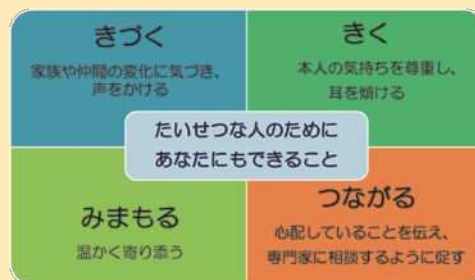 きづく
家族や仲間の変化に気づき、
声をかける
きく
本人の気持ちを尊重し、
耳を傾ける
たいせつな人のために
あなたにもできること
みまもる
温かく寄り添う
つながる
心配していることを伝え、
専門家に相談するように促す